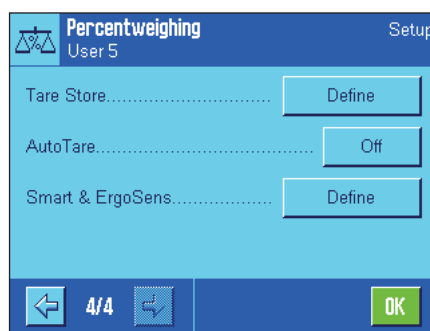 Percentweighing Setup
User 5
Tare Store............................ Define
AutoTare..................................... Off
Smart & ErgoSens................. Define
4/4 OK